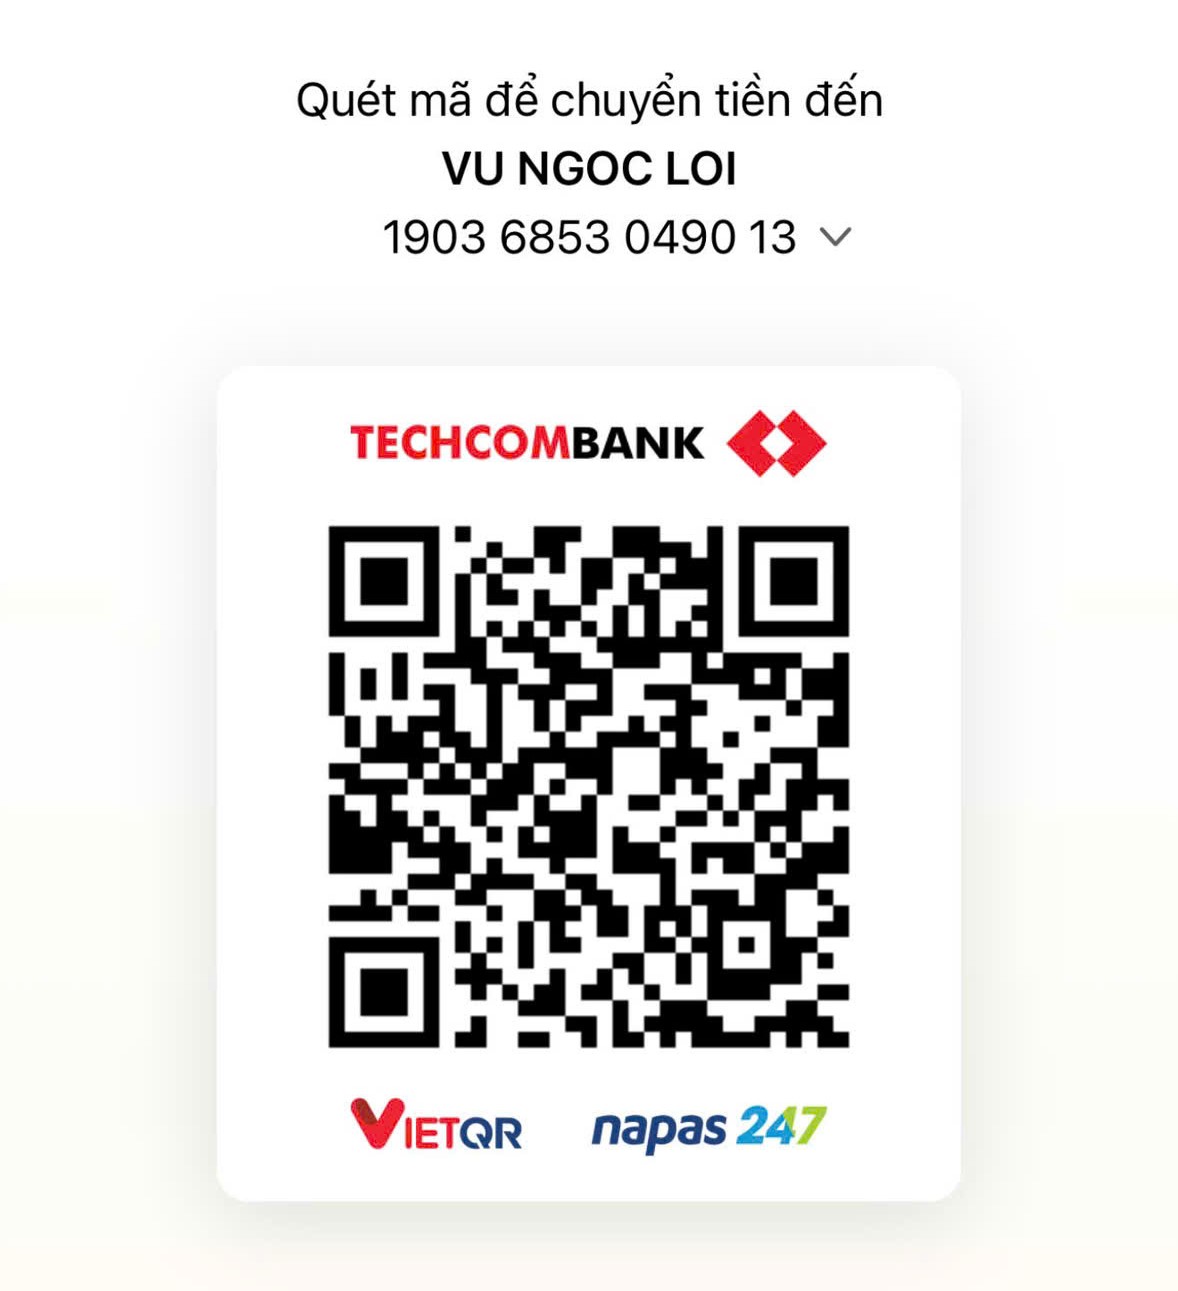 Quét mã để chuyển tiền đến
VU NGOC LOI
1903 6853 0490 13
TECHCOMBANK
VIETQR
napas 247